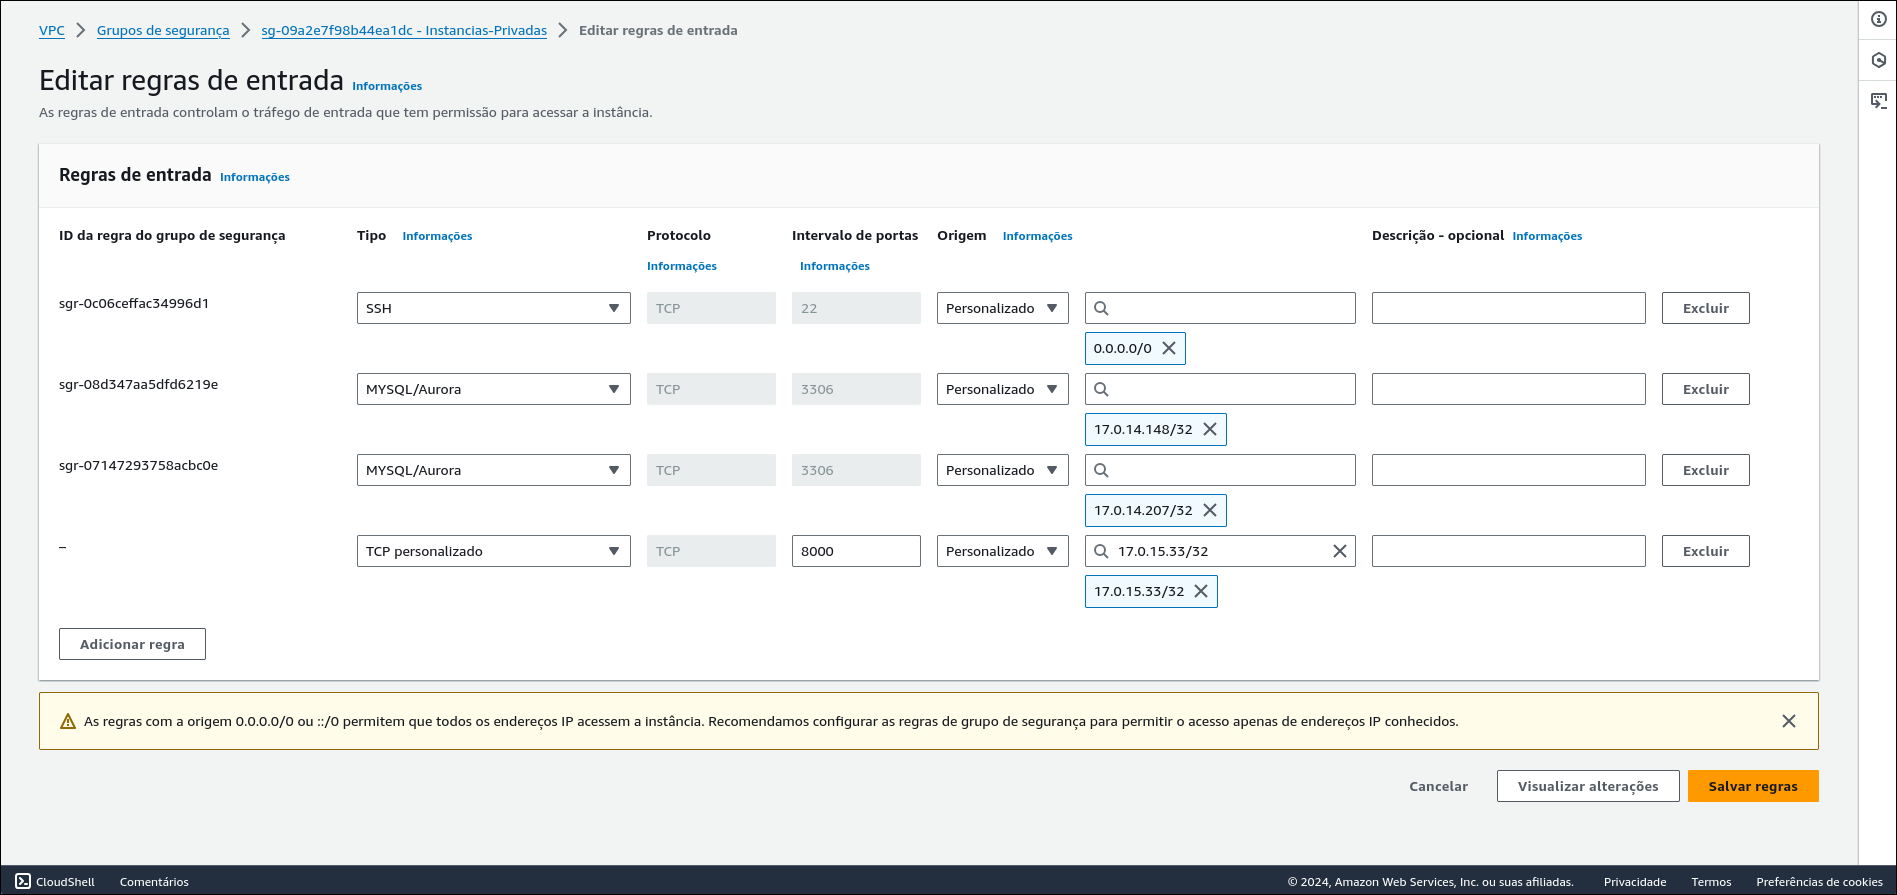 VPC > Grupos de segurança > sg-09a2e7f98b44ea1dc - Instancias-Privadas > Editar regras de entrada
Editar regras de entrada Informações
As regras de entrada controlam o tráfego de entrada que tem permissão para acessar a instância.
Regras de entrada Informações
ID da regra do grupo de segurança Tipo Informações Protocolo Intervalo de portas Origem Informações Descrição - opcional Informações
Informações Informações
sgr-0c06ceffac34996d1 SSH TCP 22 Personalizado Excluir
0.0.0.0/0
sgr-08d347aa5dfd6219e MYSQL/Aurora TCP 3306 Personalizado Excluir
17.0.14.148/32
sgr-07147293758acbc0e MYSQL/Aurora TCP 3306 Personalizado Excluir
17.0.14.207/32
– TCP personalizado TCP 8000 Personalizado 17.0.15.33/32 Excluir
17.0.15.33/32
Adicionar regra
As regras com a origem 0.0.0.0/0 ou ::/0 permitem que todos os endereços IP acessem a instância. Recomendamos configurar as regras de grupo de segurança para permitir o acesso apenas de endereços IP conhecidos.
Cancelar Visualizar alterações Salvar regras
CloudShell Comentários © 2024, Amazon Web Services, Inc. ou suas afiliadas. Privacidade Termos Preferências de cookies